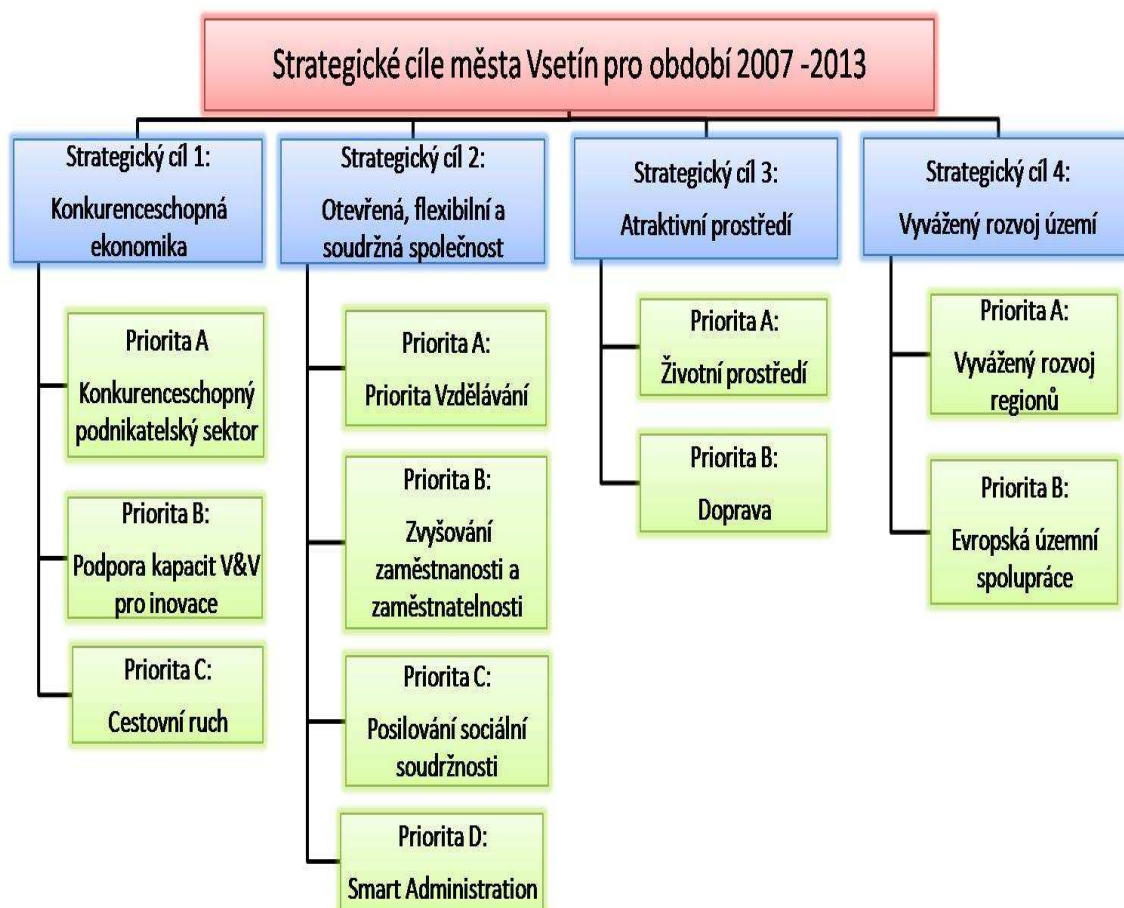 Strategické cíle města Vsetín pro období 2007 -2013
Strategický cíl 1:
Konkurenceschopná
ekonomika
Priorita A
Konkurenceschopný
podnikatelský sektor
Priorita B:
Podpora kapacit V&V
pro inovace
Priorita C:
Cestovní ruch
Strategický cíl 2:
Otevřená, flexibilní a
soudržná společnost
Priorita A:
Priorita Vzdělávání
Priorita B:
Zvyšování
zaměstnanosti a
zaměstnatelnosti
Priorita C:
Posilování sociální
soudržnosti
Priorita D:
Smart Administration
Strategický cíl 3:
Atraktivní prostředí
Priorita A:
Životní prostředí
Priorita B:
Doprava
Strategický cíl 4:
Vyvážený rozvoj území
Priorita A:
Vyvážený rozvoj
regionů
Priorita B:
Evropská územní
spolupráce